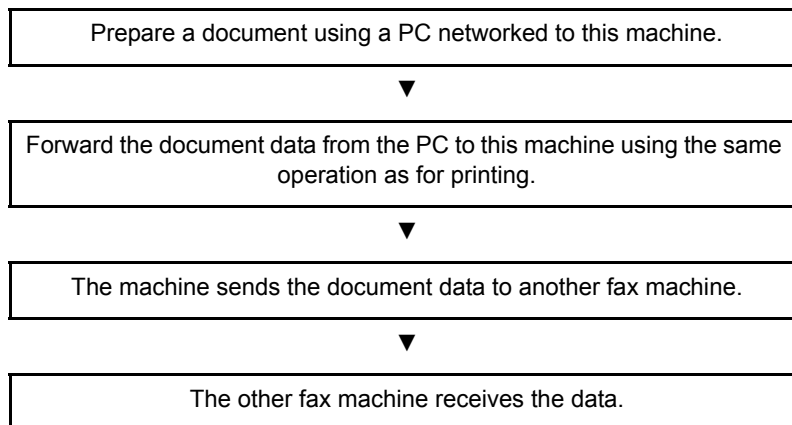 Prepare a document using a PC networked to this machine.
▼
Forward the document data from the PC to this machine using the same
operation as for printing.
▼
The machine sends the document data to another fax machine.
▼
The other fax machine receives the data.